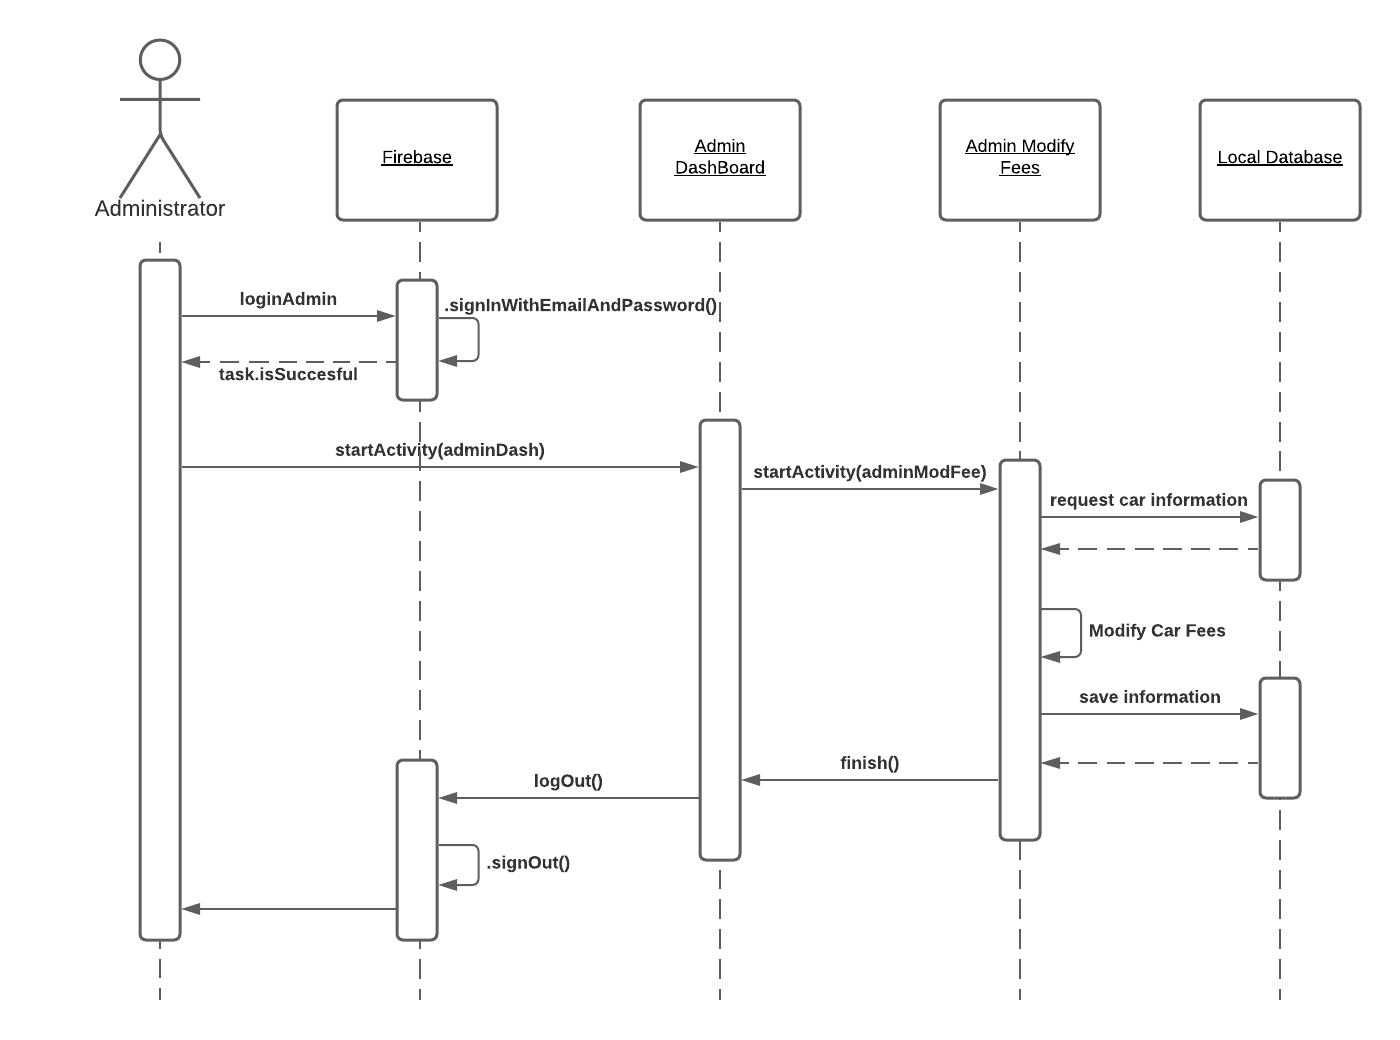 Administrator
Firebase
Admin
DashBoard
Admin Modify
Fees
Local Database
loginAdmin
.signInWithEmailAndPassword()
task.isSuccesful
startActivity(adminDash)
startActivity(adminModFee)
request car information
Modify Car Fees
save information
finish()
logOut()
.signOut()